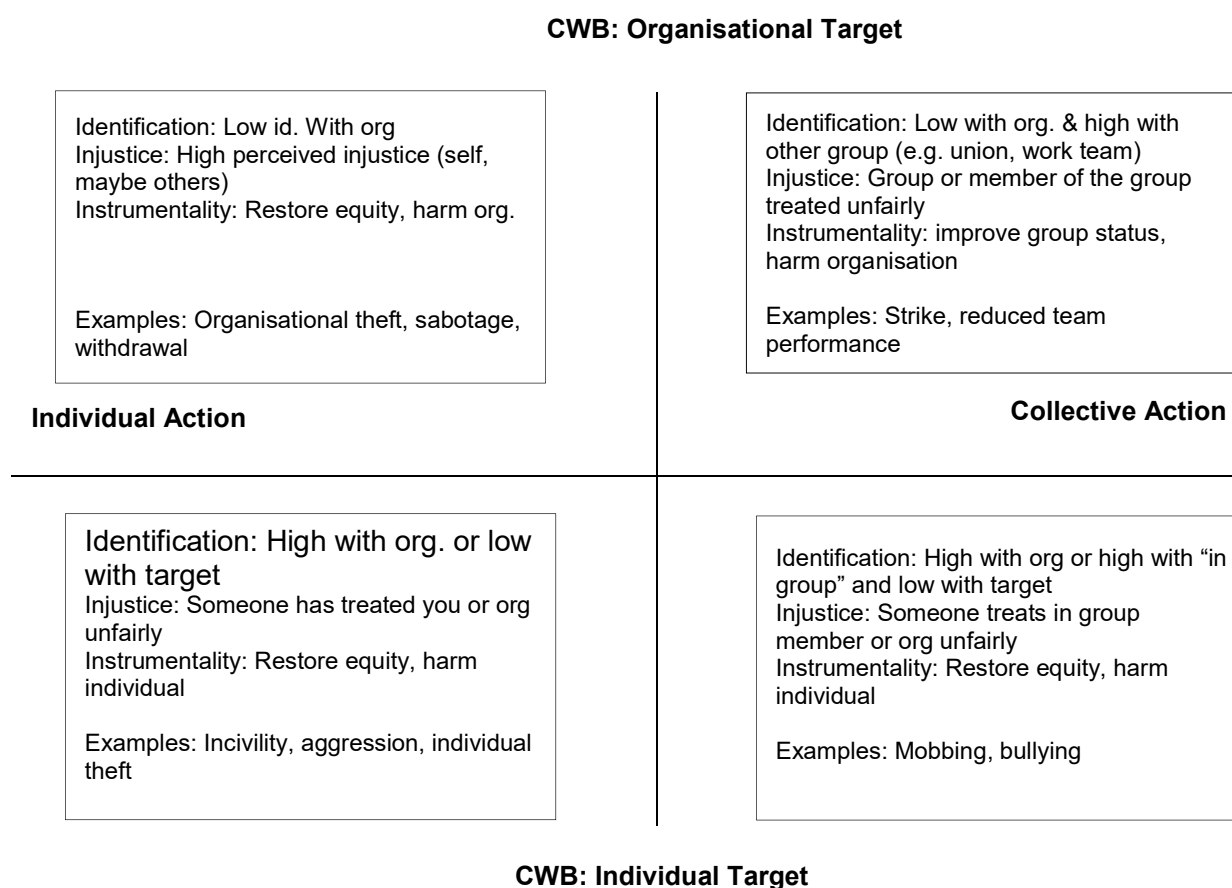 CWB: Organisational Target
Identification: Low id. With org
Injustice: High perceived injustice (self,
maybe others)
Instrumentality: Restore equity, harm org.
Examples: Organisational theft, sabotage,
withdrawal
Identification: Low with org. & high with
other group (e.g. union, work team)
Injustice: Group or member of the group
treated unfairly
Instrumentality: improve group status,
harm organisation
Examples: Strike, reduced team
performance
Individual Action
Collective Action
Identification: High with org. or low
with target
Injustice: Someone has treated you or org
unfairly
Instrumentality: Restore equity, harm
individual
Examples: Incivility, aggression, individual
theft
Identification: High with org or high with “in
group” and low with target
Injustice: Someone treats in group
member or org unfairly
Instrumentality: Restore equity, harm
individual
Examples: Mobbing, bullying
CWB: Individual Target